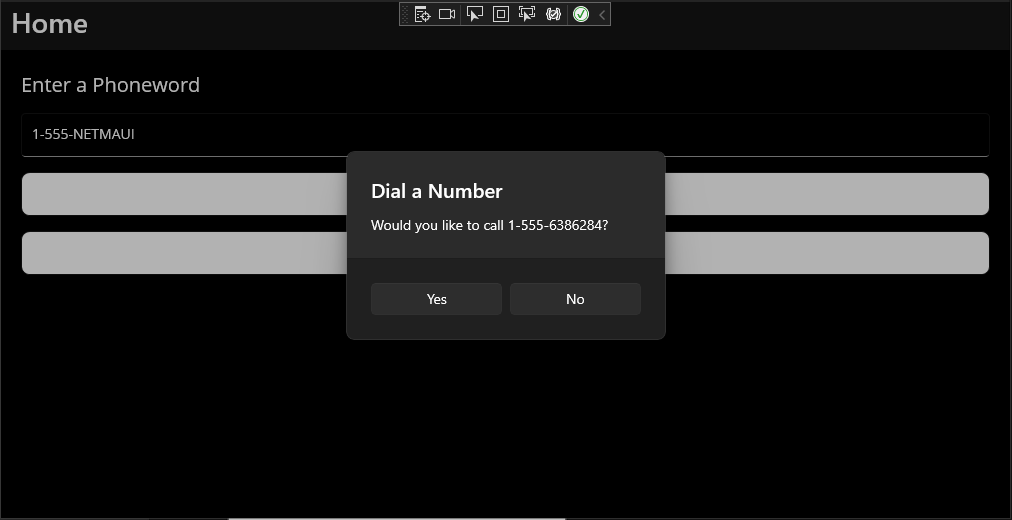 Home
Enter a Phoneword
1-555-NETMAUI
Dial a Number
Would you like to call 1-555-6386284?
Yes
No